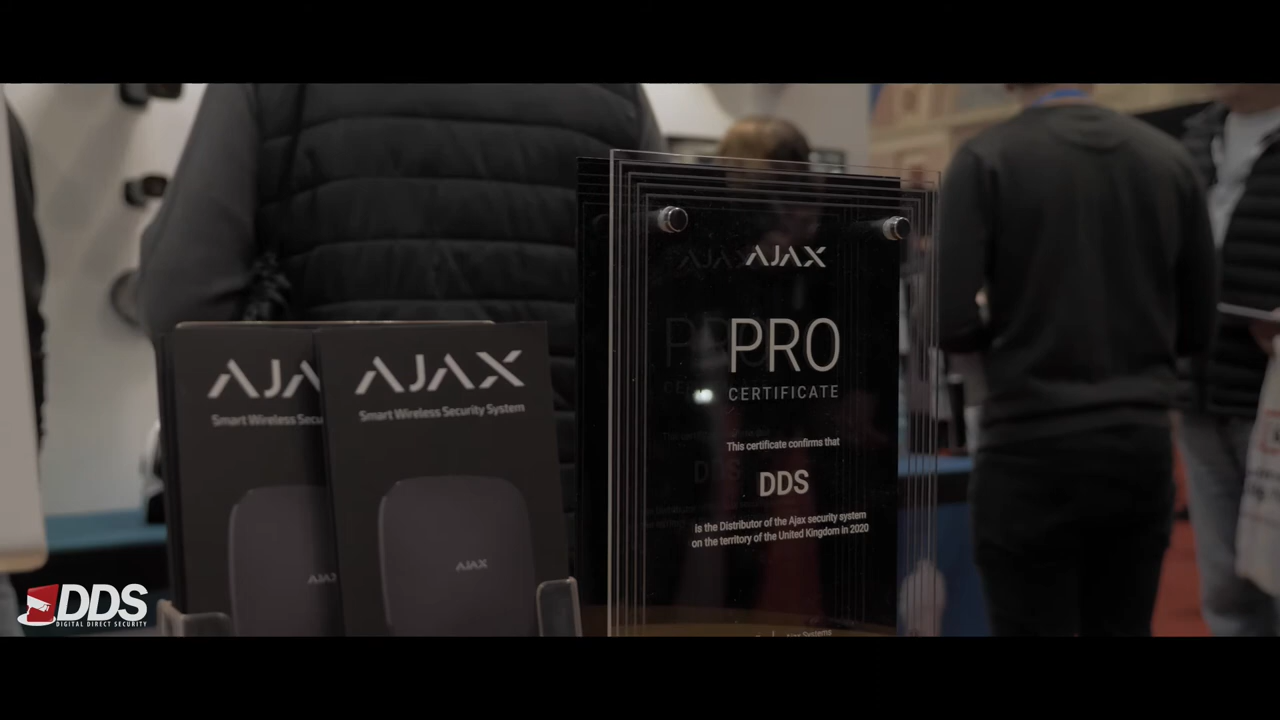 AJA
Smart Wireless Secu
AJAX
AJAX
Smart Wireless Security System
AJAX
AJAX
PRO
CERTIFICATE
This certificate confirms that
DDS
is the Distributor of the Ajax security system
on the territory of the United Kingdom in 2020
Ajax Systems
DDS
DIGITAL DIRECT SECURITY